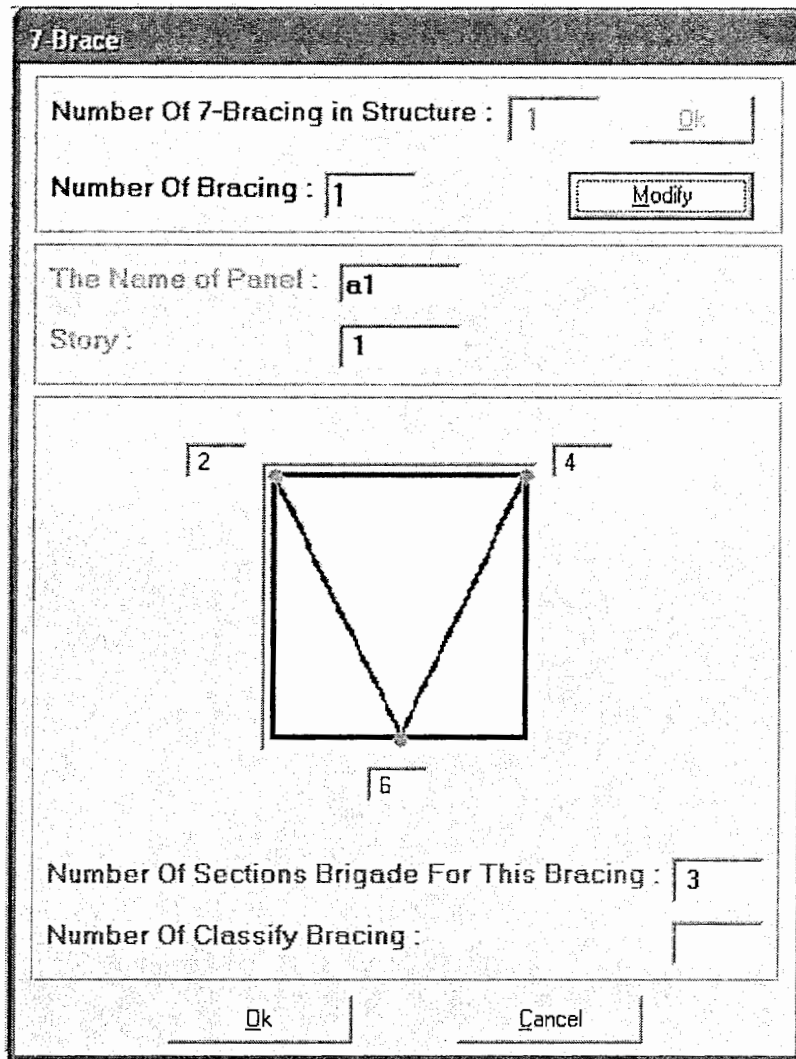 7-Brace
Number Of 7-Bracing in Structure : 1 Ok
Number Of Bracing : 1 Modify
The Name of Panel : a1
Story : 1
2 4
6
Number Of Sections Brigade For This Bracing : 3
Number Of Classify Bracing :
Ok Cancel